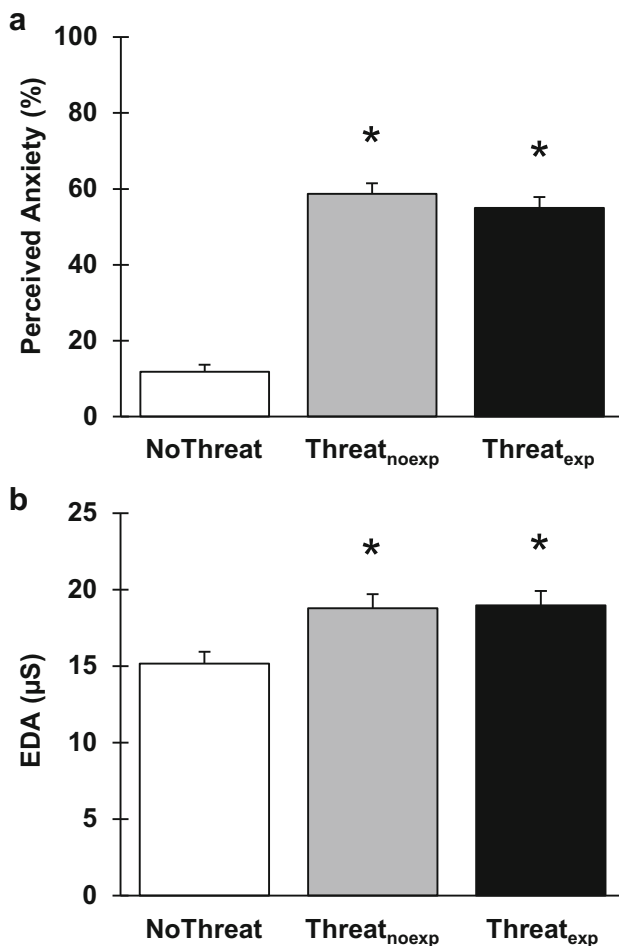 a
Perceived Anxiety (%)
100
80
60
40
20
0
*
*
NoThreat Threatnoexp Threatexp
b
EDA (µS)
25
20
15
10
5
0
*
*
NoThreat Threatnoexp Threatexp